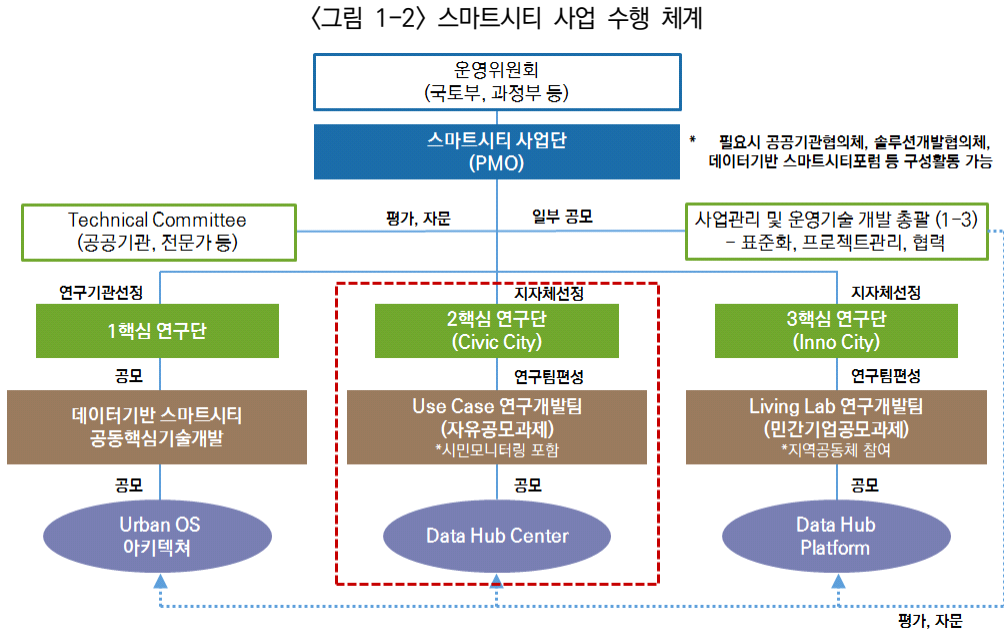 <그림 1-2> 스마트시티 사업 수행 체계
운영위원회
(국토부, 과정부 등)
스마트시티 사업단
(PMO)
* 필요시 공공기관협의체, 솔루션개발협의체,
데이터기반 스마트시티포럼 등 구성활동 가능
Technical Committee
(공공기관, 전문가 등)
평가, 자문
일부 공모
사업관리 및 운영기술 개발 총괄 (1-3)
- 표준화, 프로젝트관리, 협력
연구기관선정
1핵심 연구단
공모
데이터기반 스마트시티
공동핵심기술개발
공모
Urban OS
아키텍쳐
지자체선정
2핵심 연구단
(Civic City)
연구팀편성
Use Case 연구개발팀
(자유공모과제)
*시민모니터링 포함
공모
Data Hub Center
지자체선정
3핵심 연구단
(Inno City)
연구팀편성
Living Lab 연구개발팀
(민간기업공모과제)
*지역공동체 참여
공모
Data Hub
Platform
평가, 자문